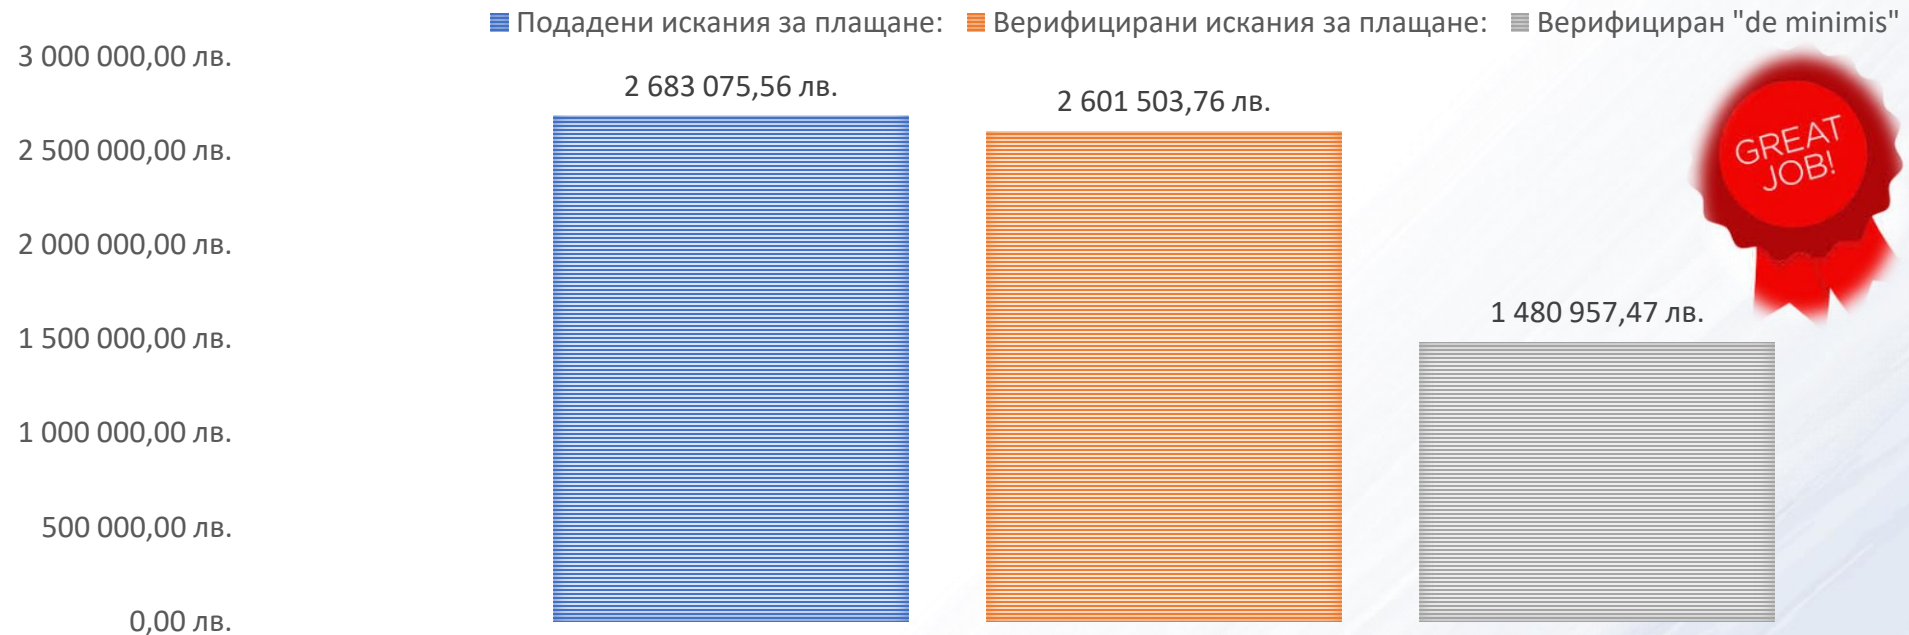 Подадени искания за плащане: Верифицирани искания за плащане: Верифициран "de minimis"
3 000 000,00 лв.
2 500 000,00 лв.
2 000 000,00 лв.
1 500 000,00 лв.
1 000 000,00 лв.
500 000,00 лв.
0,00 лв.
2 683 075,56 лв.
2 601 503,76 лв.
1 480 957,47 лв.
GREAT
JOB!